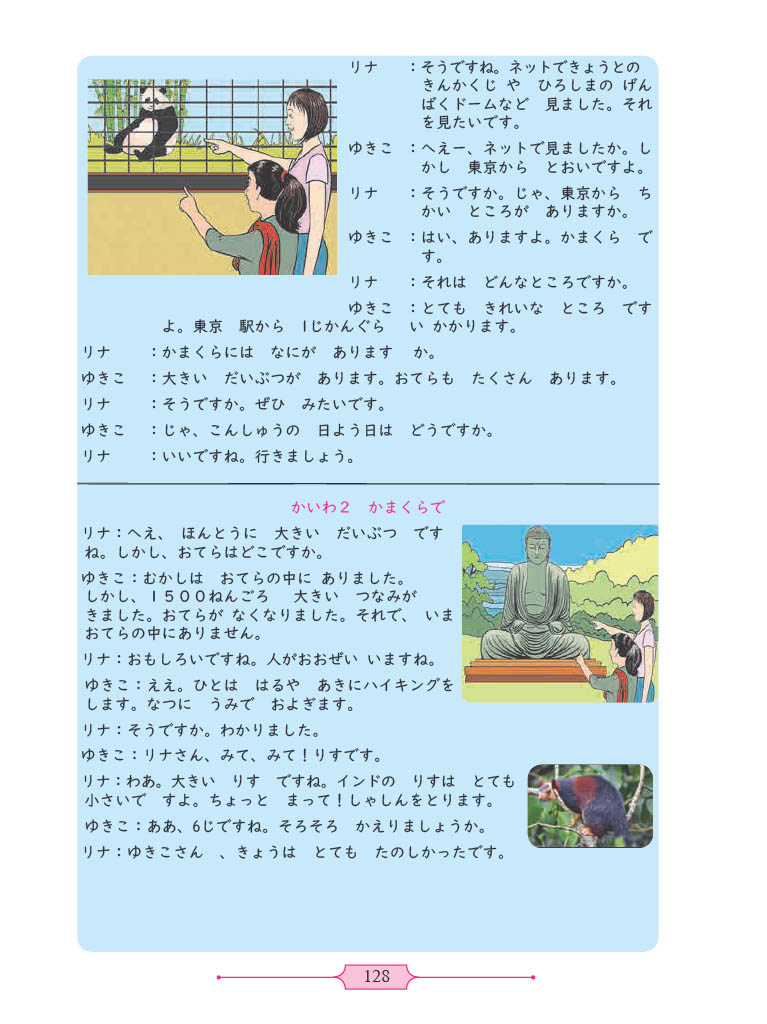 リナ ：そうですね。ネットできょうとの
きんかくじ や ひろしまの げん
ばくドームなど 見ました。それ
を見たいです。
ゆきこ ：へえー、ネットで見ましたか。し
かし 東京から とおいですよ。
リナ ：そうですか。じゃ、東京から ち
かい ところが ありますか。
ゆきこ ：はい、ありますよ。かまくら で
す。
リナ ：それは どんなところですか。
ゆきこ ：とても きれいな ところ です
よ。東京 駅から 1じかんぐら い かかります。
リナ ：かまくらには なにが あります か。
ゆきこ ：大きい だいぶつが あります。おてらも たくさん あります。
リナ ：そうですか。ぜひ みたいです。
ゆきこ ：じゃ、こんしゅうの 日よう日は どうですか。
リナ ：いいですね。行きましょう。
かいわ２ かまくらで
リナ：へえ、 ほんとうに 大きい だいぶつ です
ね。しかし、おてらはどこですか。
ゆきこ：むかしは おてらの中に ありました。
しかし、１５００ねんごろ 大きい つなみが
きました。おてらが なくなりました。それで、 いま
おてらの中にありません。
リナ：おもしろいですね。人がおおぜい いますね。
ゆきこ：ええ。ひとは はるや あきにハイキングを
します。なつに うみで およぎます。
リナ：そうですか。わかりました。
ゆきこ：リナさん、みて、みて！りすです。
リナ：わあ。大きい りす ですね。インドの りすは とても
小さいで すよ。ちょっと まって！しゃしんをとります。
ゆきこ：ああ、6じですね。そろそろ かえりましょうか。
リナ：ゆきこさん 、きょうは とても たのしかったです。
128